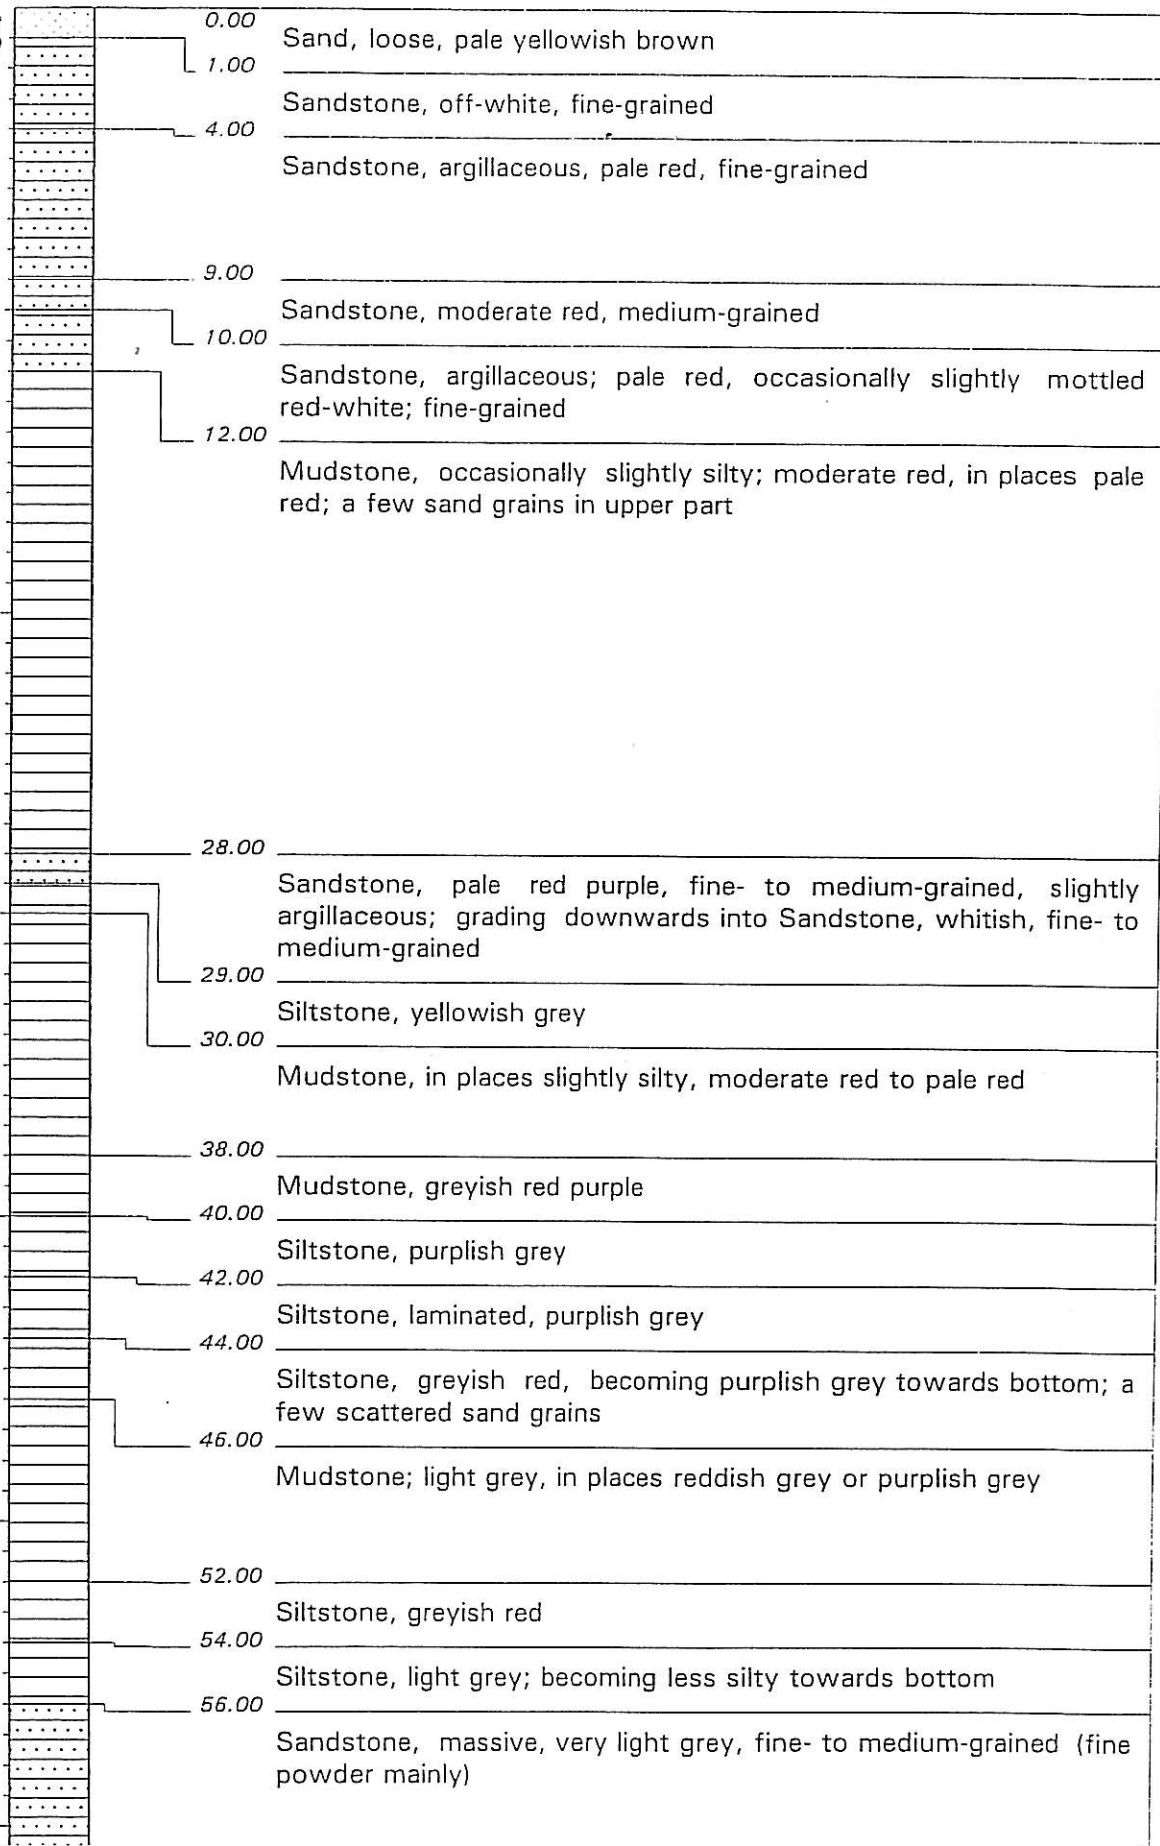 0.00
Sand, loose, pale yellowish brown
1.00
Sandstone, off-white, fine-grained
4.00
Sandstone, argillaceous, pale red, fine-grained
9.00
Sandstone, moderate red, medium-grained
10.00
Sandstone, argillaceous; pale red, occasionally slightly mottled
red-white; fine-grained
12.00
Mudstone, occasionally slightly silty; moderate red, in places pale
red; a few sand grains in upper part
28.00
Sandstone, pale red purple, fine- to medium-grained, slightly
argillaceous; grading downwards into Sandstone, whitish, fine- to
medium-grained
29.00
Siltstone, yellowish grey
30.00
Mudstone, in places slightly silty, moderate red to pale red
38.00
Mudstone, greyish red purple
40.00
Siltstone, purplish grey
42.00
Siltstone, laminated, purplish grey
44.00
Siltstone, greyish red, becoming purplish grey towards bottom; a
few scattered sand grains
46.00
Mudstone; light grey, in places reddish grey or purplish grey
52.00
Siltstone, greyish red
54.00
Siltstone, light grey; becoming less silty towards bottom
56.00
Sandstone, massive, very light grey, fine- to medium-grained (fine
powder mainly)